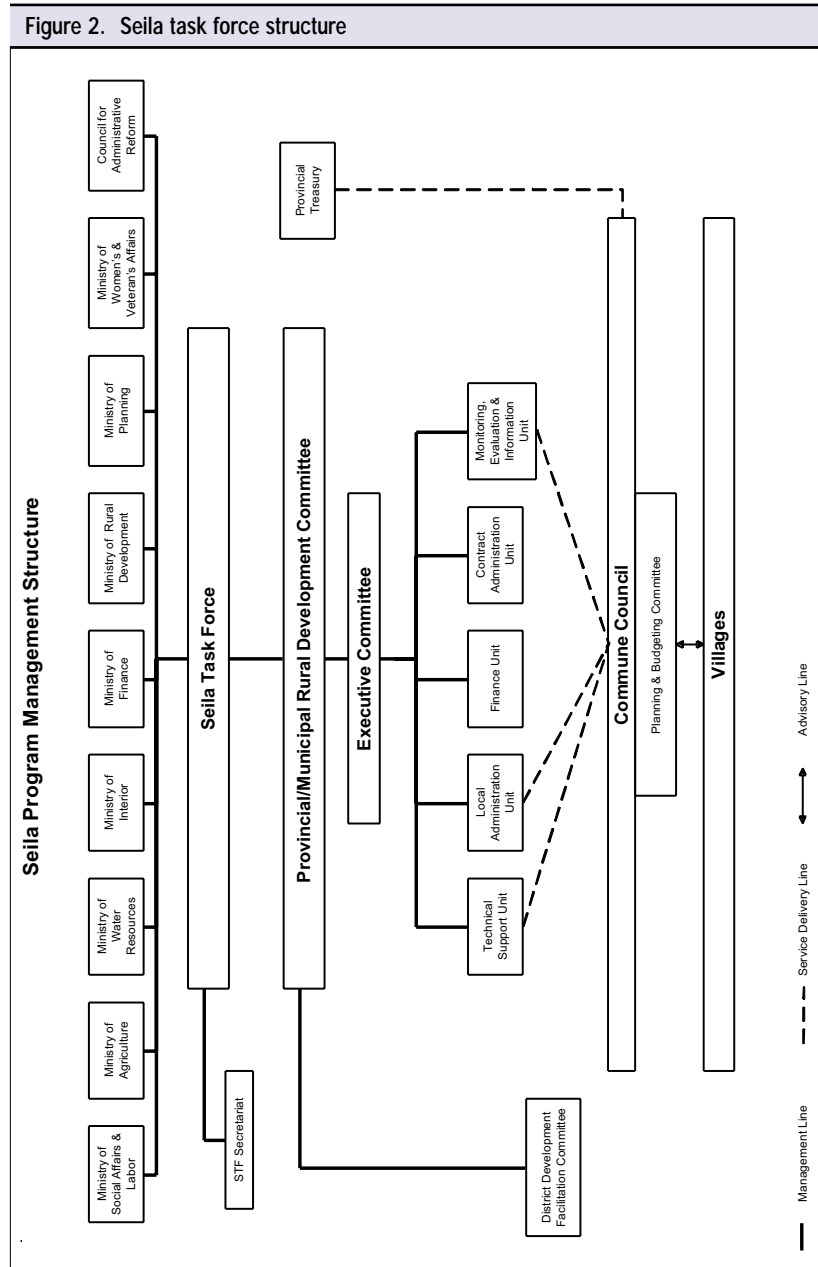 Figure 2. Seila task force structure
Seila Program Management Structure
Ministry of
Social Affairs &
Labor
Ministry of
Agriculture
Ministry of
Water
Resources
Ministry of
Interior
Ministry of
Finance
Ministry of Rural
Development
Ministry of
Planning
Ministry of
Women's &
Veteran's Affairs
Council for
Administrative
Reform
Seila Task Force
STF Secretariat
Provincial/Municipal Rural Development Committee
Provincial
Treasury
Executive Committee
Technical
Support Unit
Local
Administration
Unit
Finance Unit
Contract
Administration
Unit
Monitoring,
Evaluation &
Information
Unit
District Development
Facilitation Committee
Commune Council
Planning & Budgeting Committee
Villages
Management Line
Service Delivery Line
Advisory Line